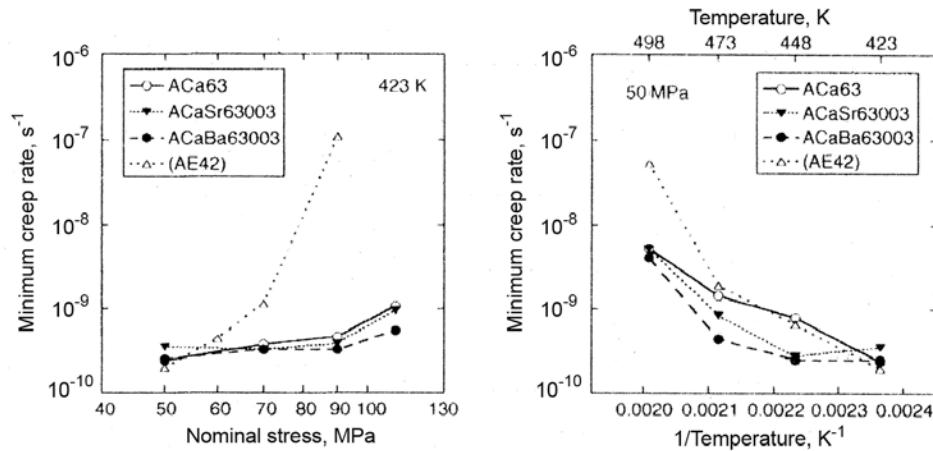 Minimum creep rate, s⁻¹
10⁻⁶
10⁻⁷
10⁻⁸
10⁻⁹
10⁻¹⁰
ACa63
ACaSr63003
ACaBa63003
(AE42)
423 K
40 50 60 70 80 90 100 130
Nominal stress, MPa
Temperature, K
498 473 448 423
Minimum creep rate, s⁻¹
10⁻⁶
10⁻⁷
10⁻⁸
10⁻⁹
10⁻¹⁰
50 MPa
ACa63
ACaSr63003
ACaBa63003
(AE42)
0.0020 0.0021 0.0022 0.0023 0.0024
1/Temperature, K⁻¹